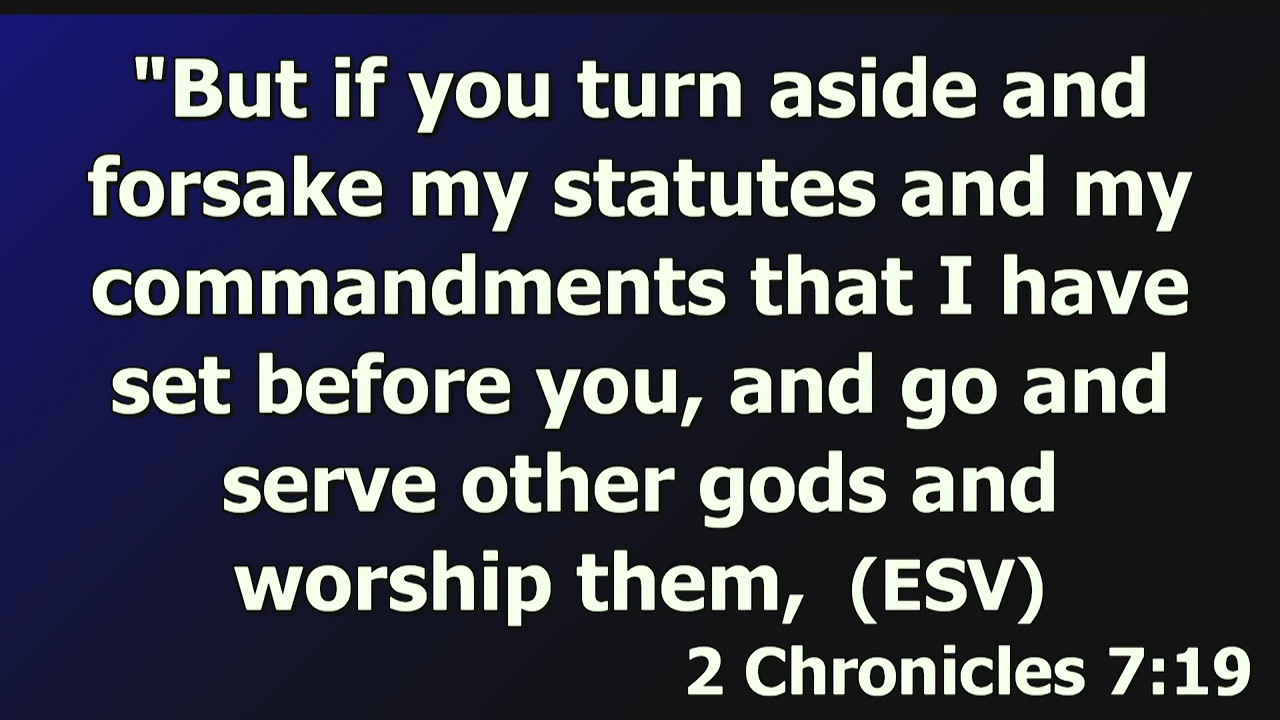 "But if you turn aside and
forsake my statutes and my
commandments that I have
set before you, and go and
serve other gods and
worship them,  (ESV)
2 Chronicles 7:19